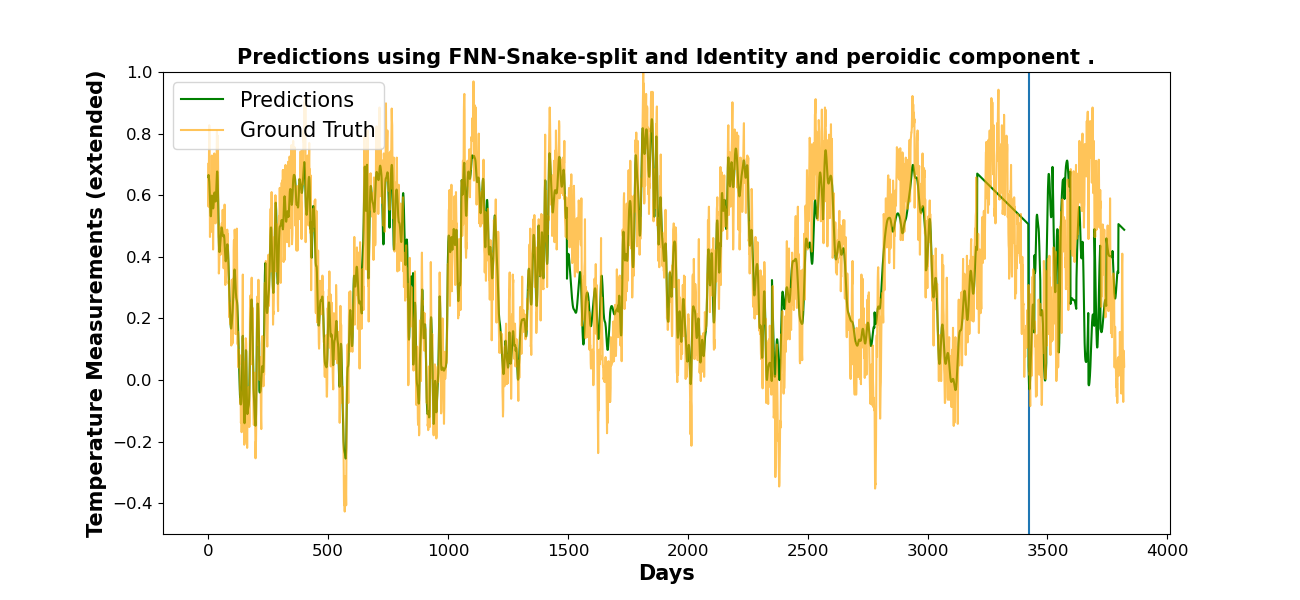 Predictions using FNN-Snake-split and Identity and peroidic component .
Temperature Measurements (extended)
1.0
0.8
0.6
0.4
0.2
0.0
−0.2
−0.4
Predictions
Ground Truth
0 500 1000 1500 2000 2500 3000 3500 4000
Days